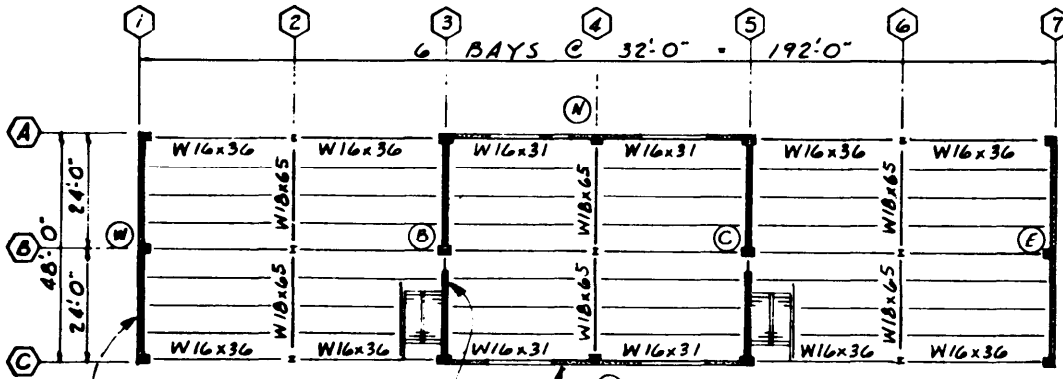 1 2 3 4 5 6 7
6 BAYS @ 32'-0" = 192'-0"
N
A
W16x36 W16x36 W16x31 W16x31 W16x36 W16x36
24'-0" W18x65 W18x65 W18x65
48'-0" B W B C E
24'-0" W18x65 W18x65 W18x65
W16x36 W16x36 W16x31 W16x31 W16x36 W16x36
C